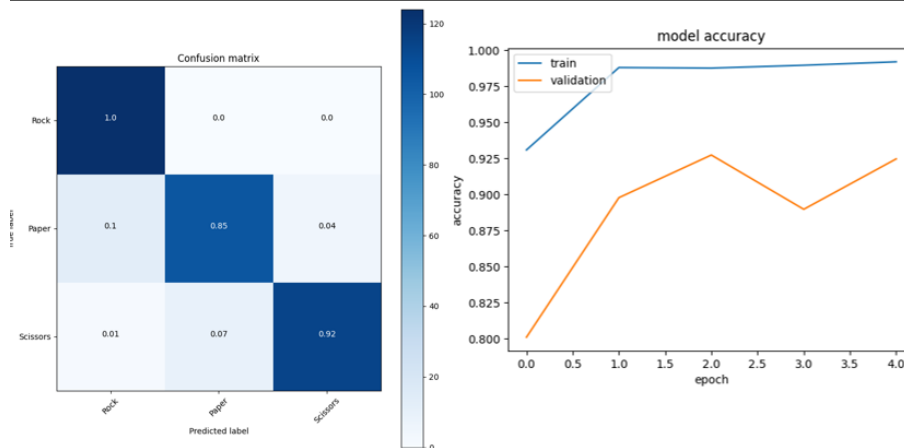 Confusion matrix
Rock
1.0 0.0 0.0
Paper
0.1 0.85 0.04
Scissors
0.01 0.07 0.92
Rock Paper Scissors
Predicted label
120
100
80
60
40
20
0
model accuracy
train
validation
1.000
0.975
0.950
0.925
0.900
0.875
0.850
0.825
0.800
accuracy
0.0 0.5 1.0 1.5 2.0 2.5 3.0 3.5 4.0
epoch